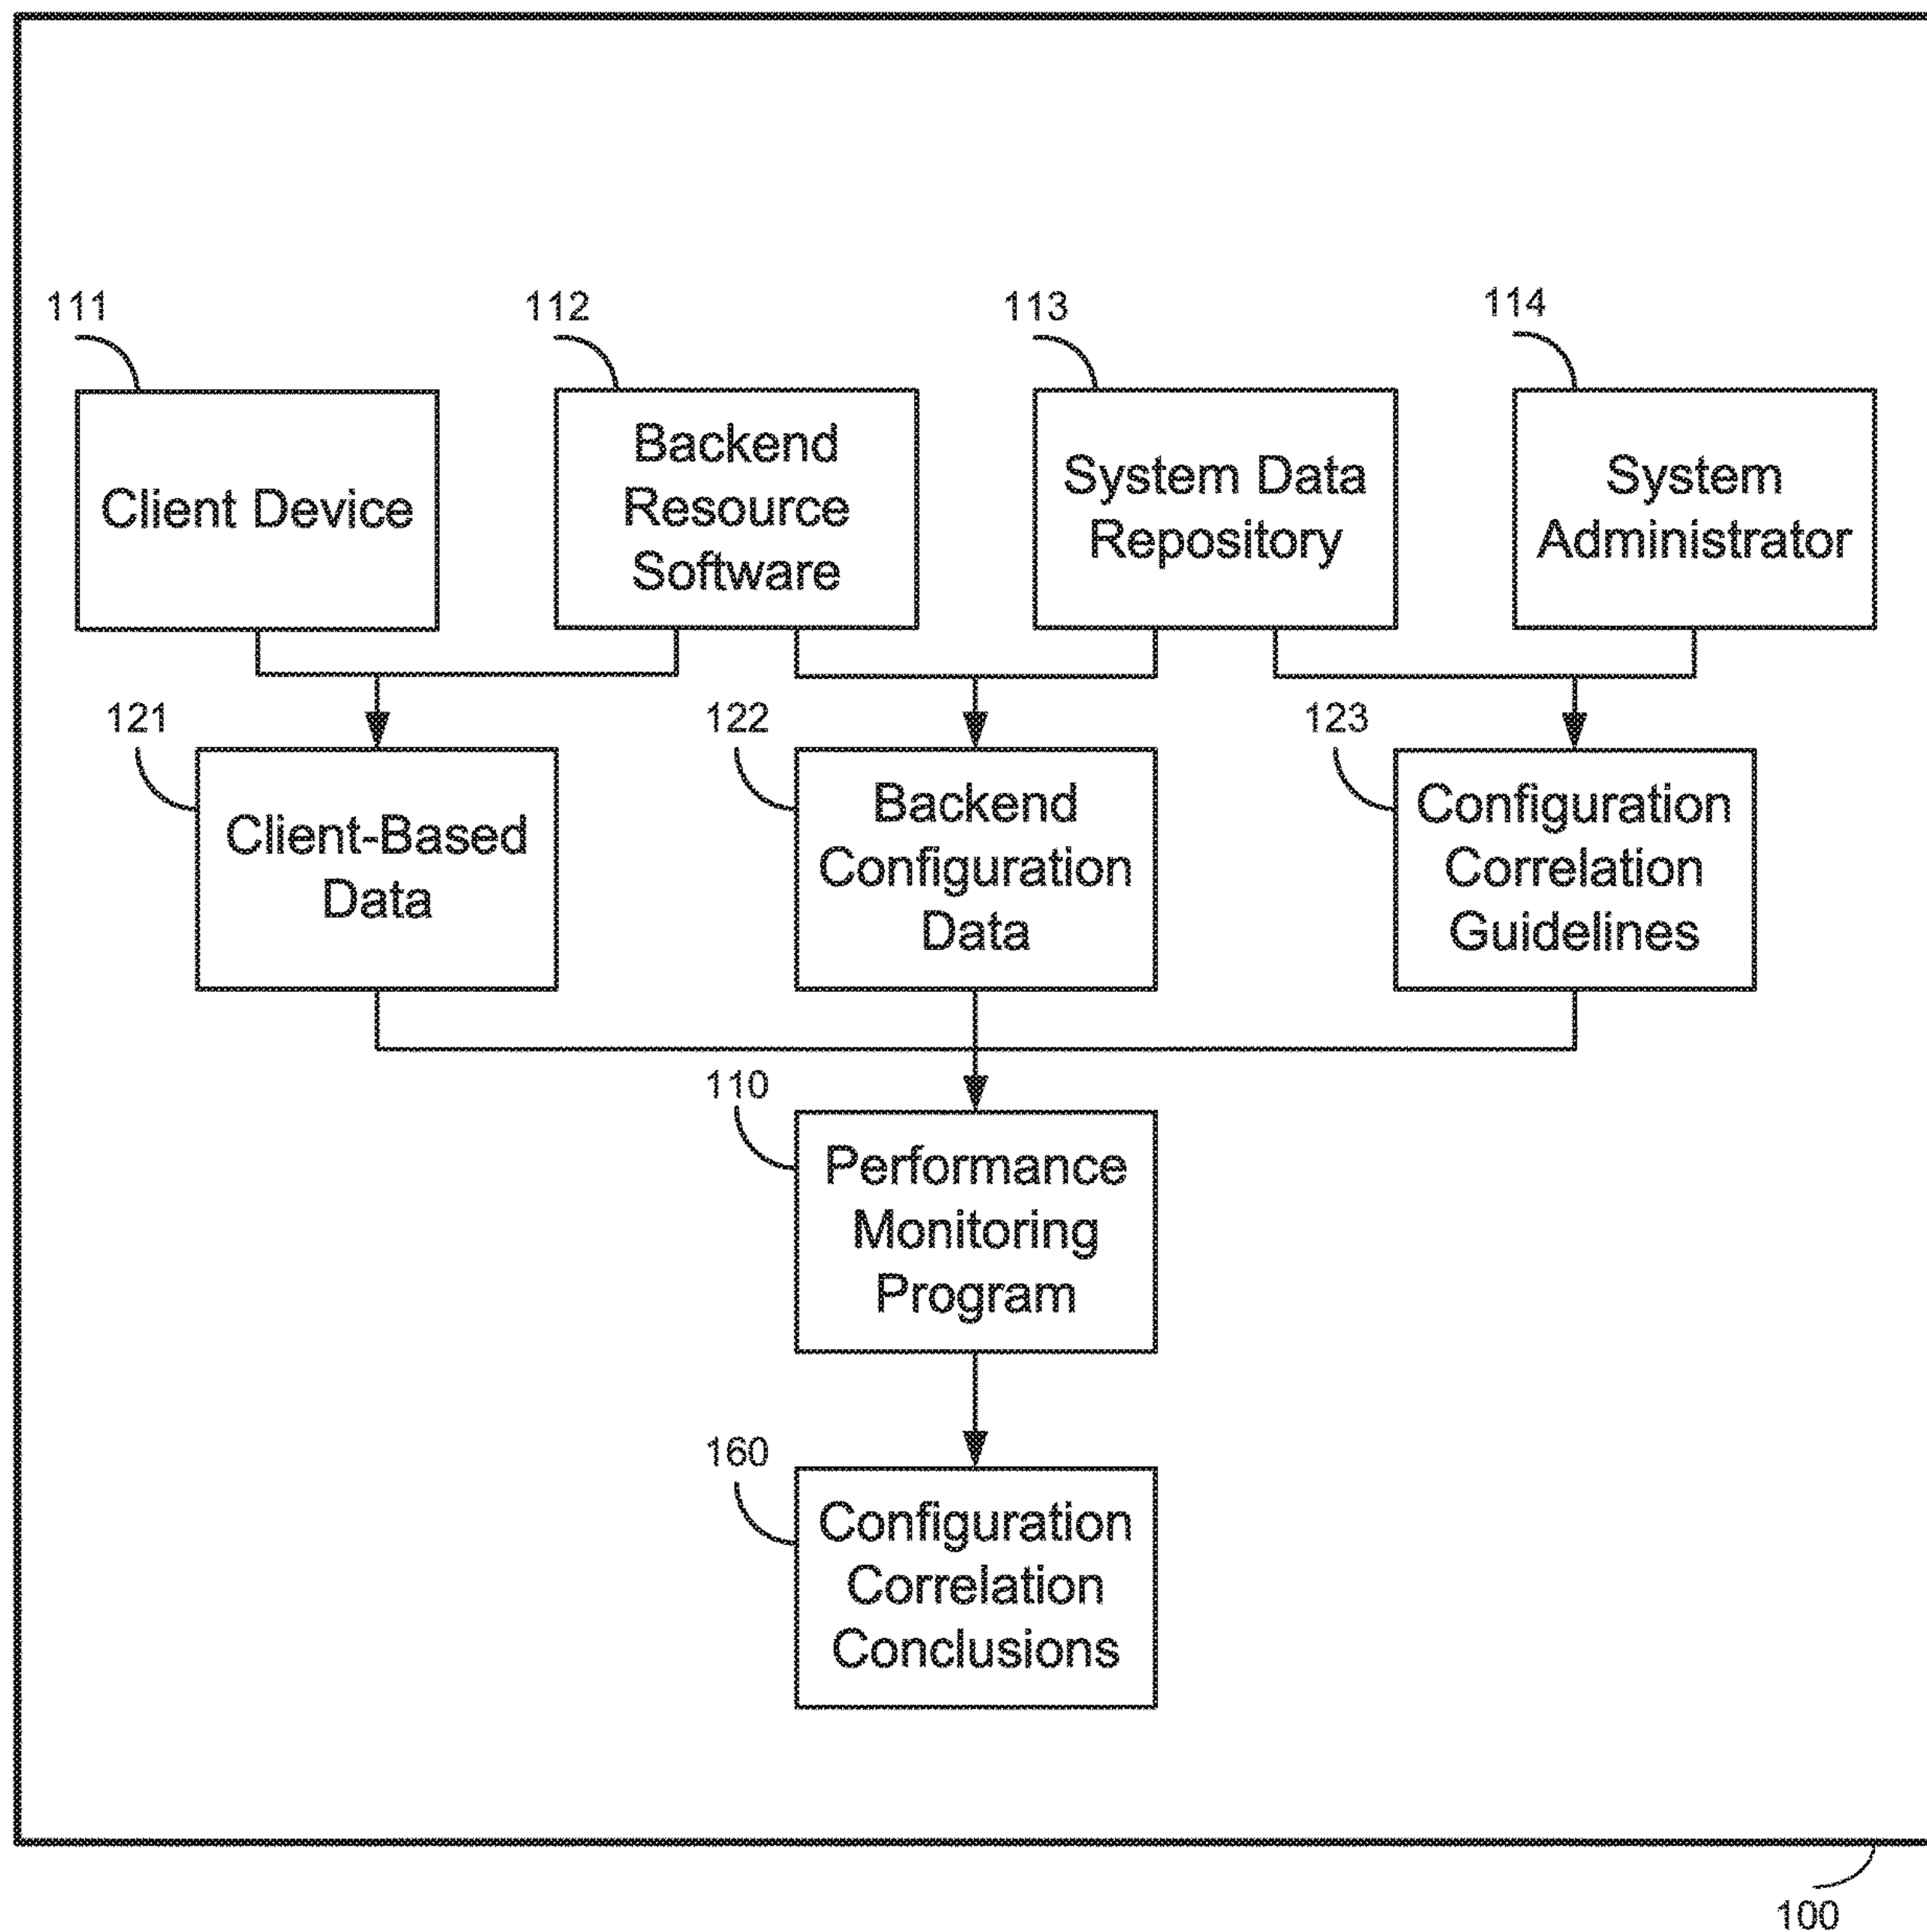 111
112
113
114
Client Device
Backend
Resource
Software
System Data
Repository
System
Administrator
121
122
123
Client-Based
Data
Backend
Configuration
Data
Configuration
Correlation
Guidelines
110
Performance
Monitoring
Program
160
Configuration
Correlation
Conclusions
100